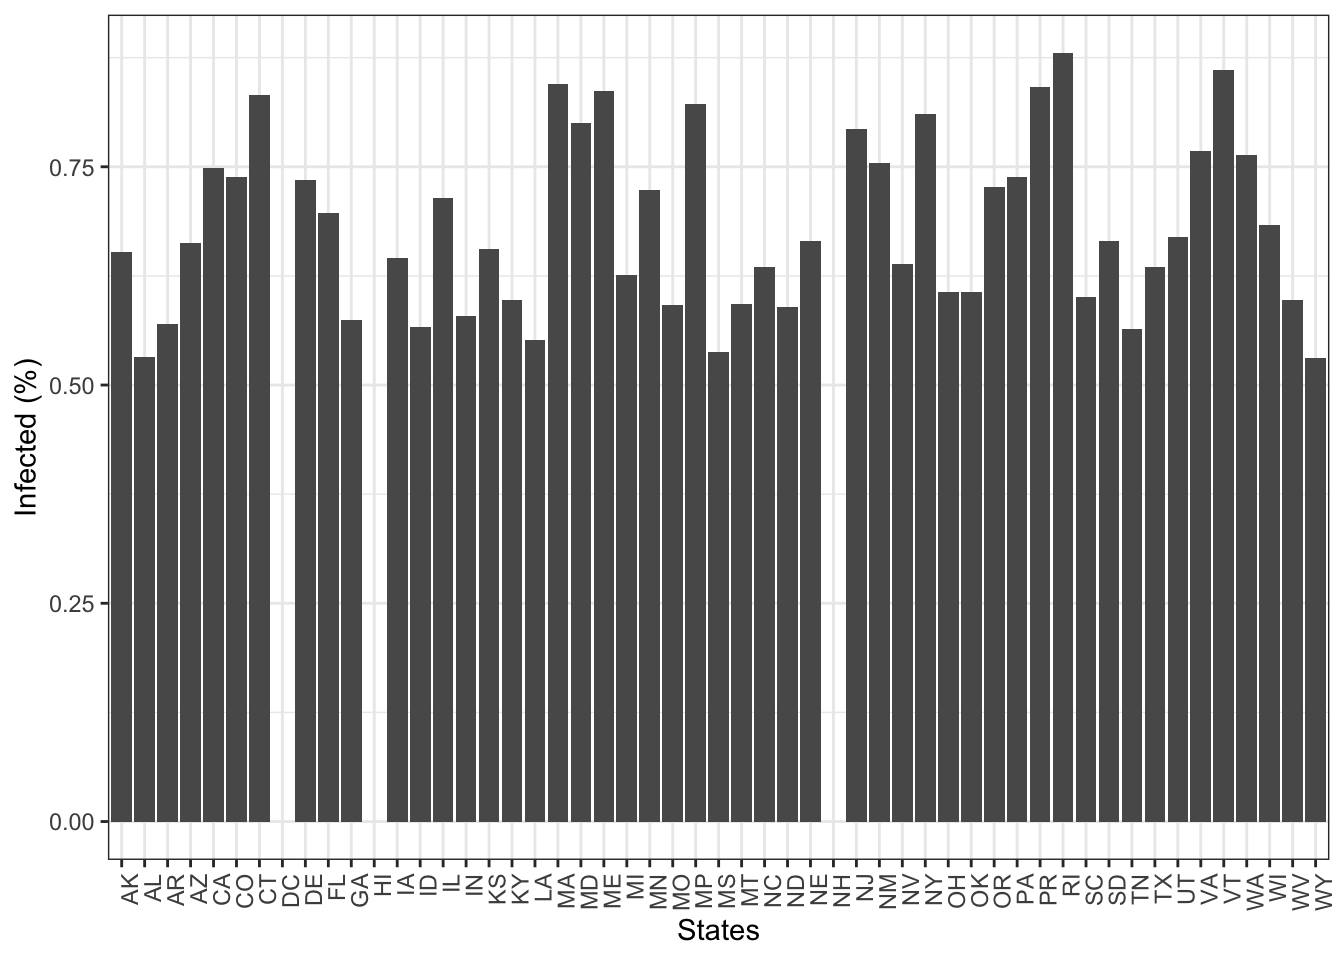 Infected (%)
0.75
0.50
0.25
0.00
AK AL AR AZ CA CO CT DC DE FL GA HI IA ID IL IN KS KY LA MA MD ME MI MN MO MP MS MT NC ND NE NH NJ NM NV NY OH OK OR PA PR RI SC SD TN TX UT VA VT WA WI WV WY
States